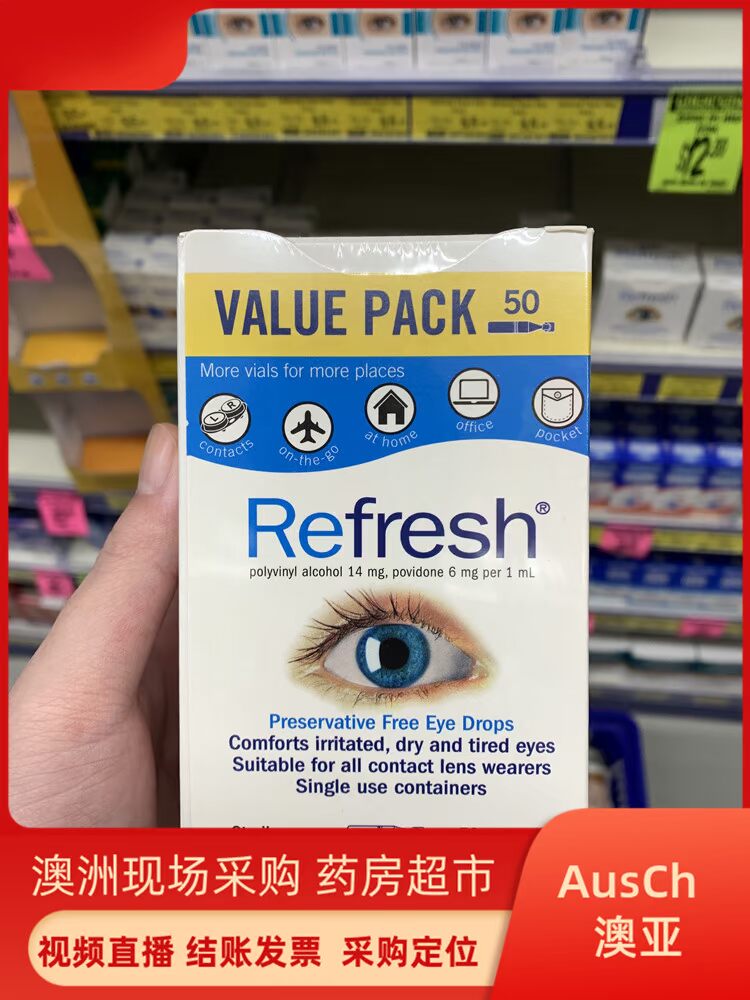 $12
VALUE PACK 50
More vials for more places
L R
contacts
on-the-go
at home
office
pocket
Refresh
Refresh®
polyvinyl alcohol 14 mg, povidone 6 mg per 1 mL
Preservative Free Eye Drops
Comforts irritated, dry and tired eyes
Suitable for all contact lens wearers
Single use containers
澳洲现场采购 药房超市
视频直播 结账发票 采购定位
AusCh
澳亚